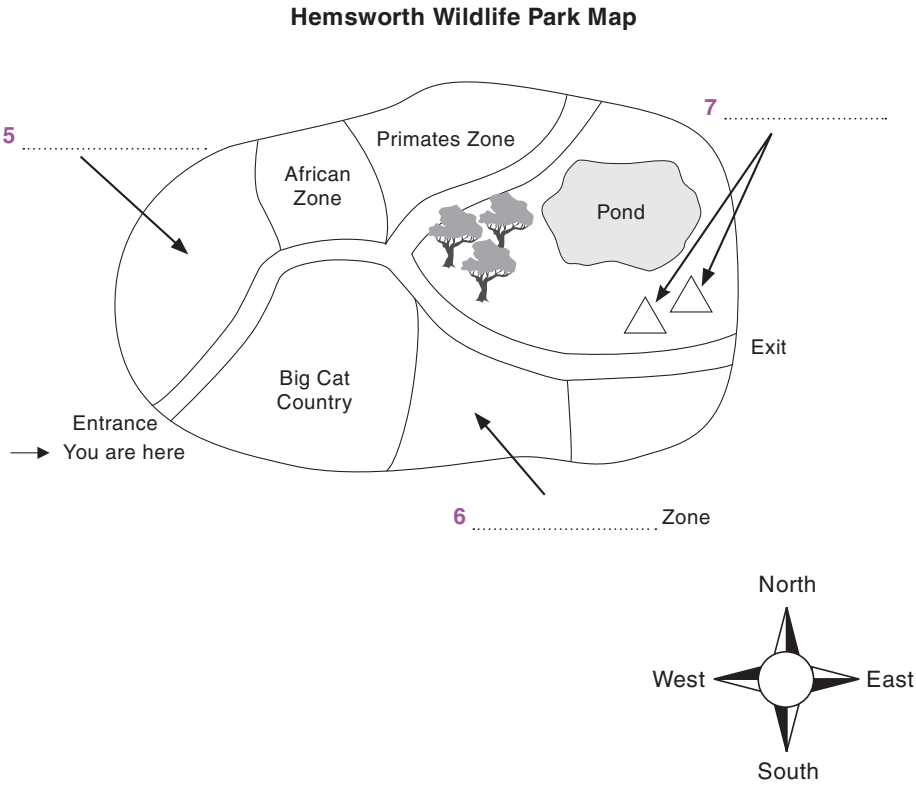 Hemsworth Wildlife Park Map
7
5
Primates Zone
African
Zone
Pond
Exit
Big Cat
Country
Entrance
You are here
6 Zone
North
West
East
South